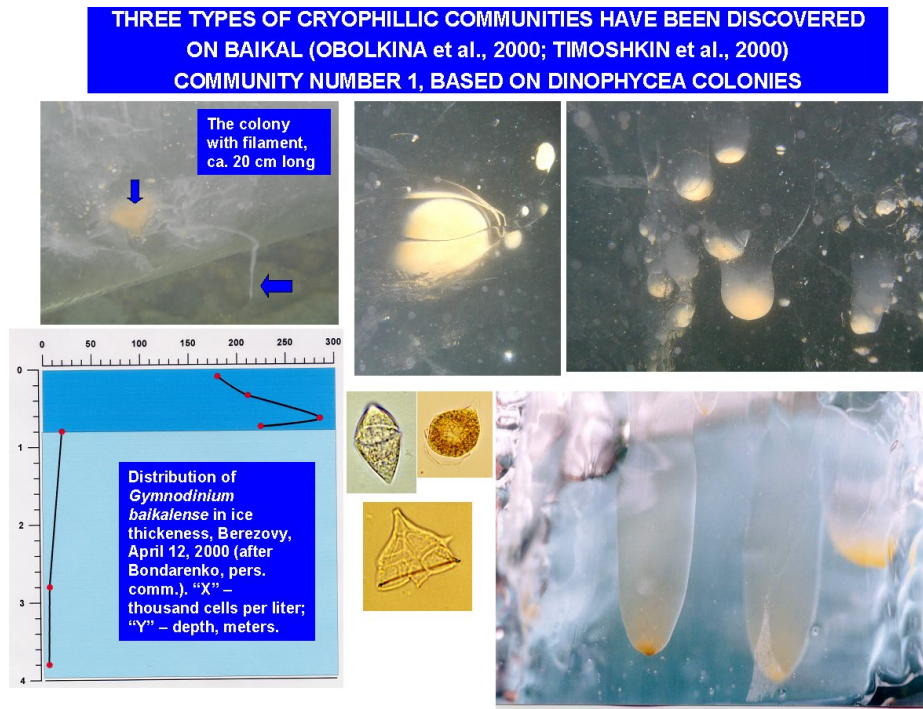 THREE TYPES OF CRYOPHILLIC COMMUNITIES HAVE BEEN DISCOVERED
ON BAIKAL (OBOLKINA et al., 2000; TIMOSHKIN et al., 2000)
COMMUNITY NUMBER 1, BASED ON DINOPHYCEA COLONIES
The colony
with filament,
ca. 20 cm long
0 50 100 150 200 250 300
0
1
2
3
4
Distribution of
Gymnodinium
baikalense in ice
thickeness, Berezovy,
April 12, 2000 (after
Bondarenko, pers.
comm.). “X” –
thousand cells per liter;
“Y” – depth, meters.